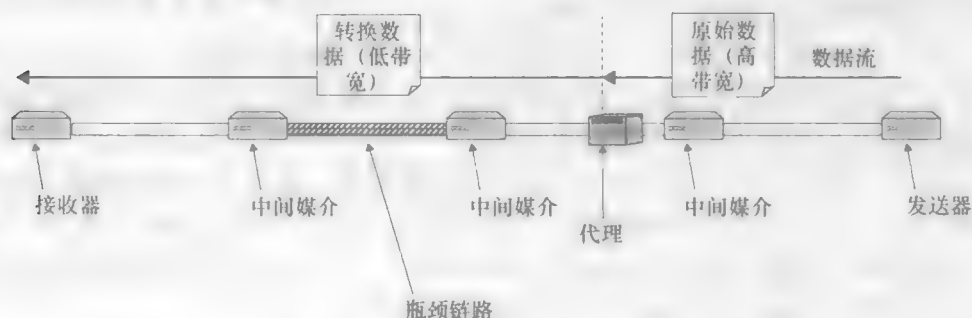 转换数
据（低带
宽）
原始数
据（高
带宽）
数据流
接收器
中间媒介
中间媒介
代理
中间媒介
发送器
瓶颈链路